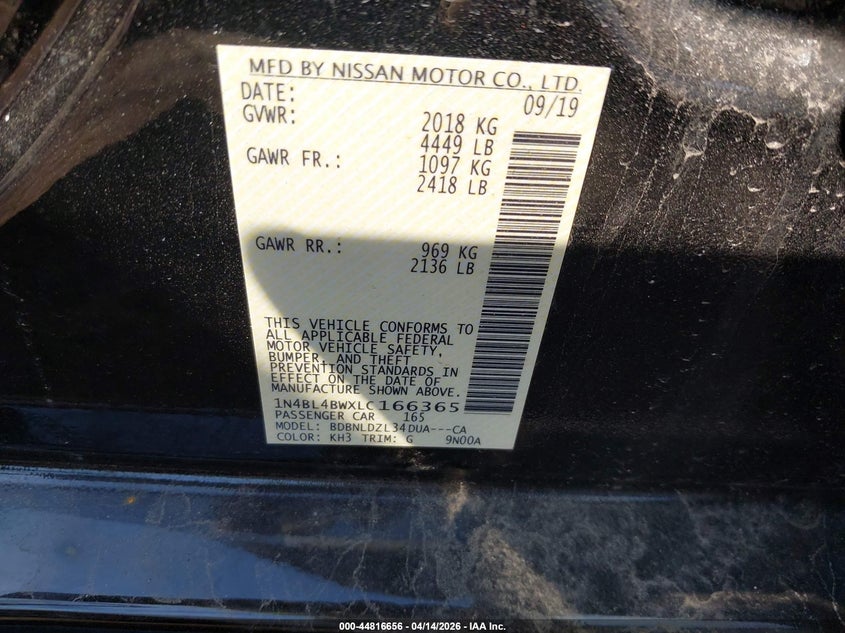 MFD BY NISSAN MOTOR CO., LTD.
DATE: 09/19
GVWR: 2018 KG
4449 LB
GAWR FR.: 1097 KG
2418 LB
GAWR RR.: 969 KG
2136 LB
THIS VEHICLE CONFORMS TO
ALL APPLICABLE FEDERAL
MOTOR VEHICLE SAFETY,
BUMPER, AND THEFT
PREVENTION STANDARDS IN
EFFECT ON THE DATE OF
MANUFACTURE SHOWN ABOVE.
1N4BL4BWXLC166365
PASSENGER CAR 165
MODEL: BDBNLDZL34DUA---CA
COLOR: KH3 TRIM: G 9N00A
000-44816656 - 04/14/2026 - IAA Inc.